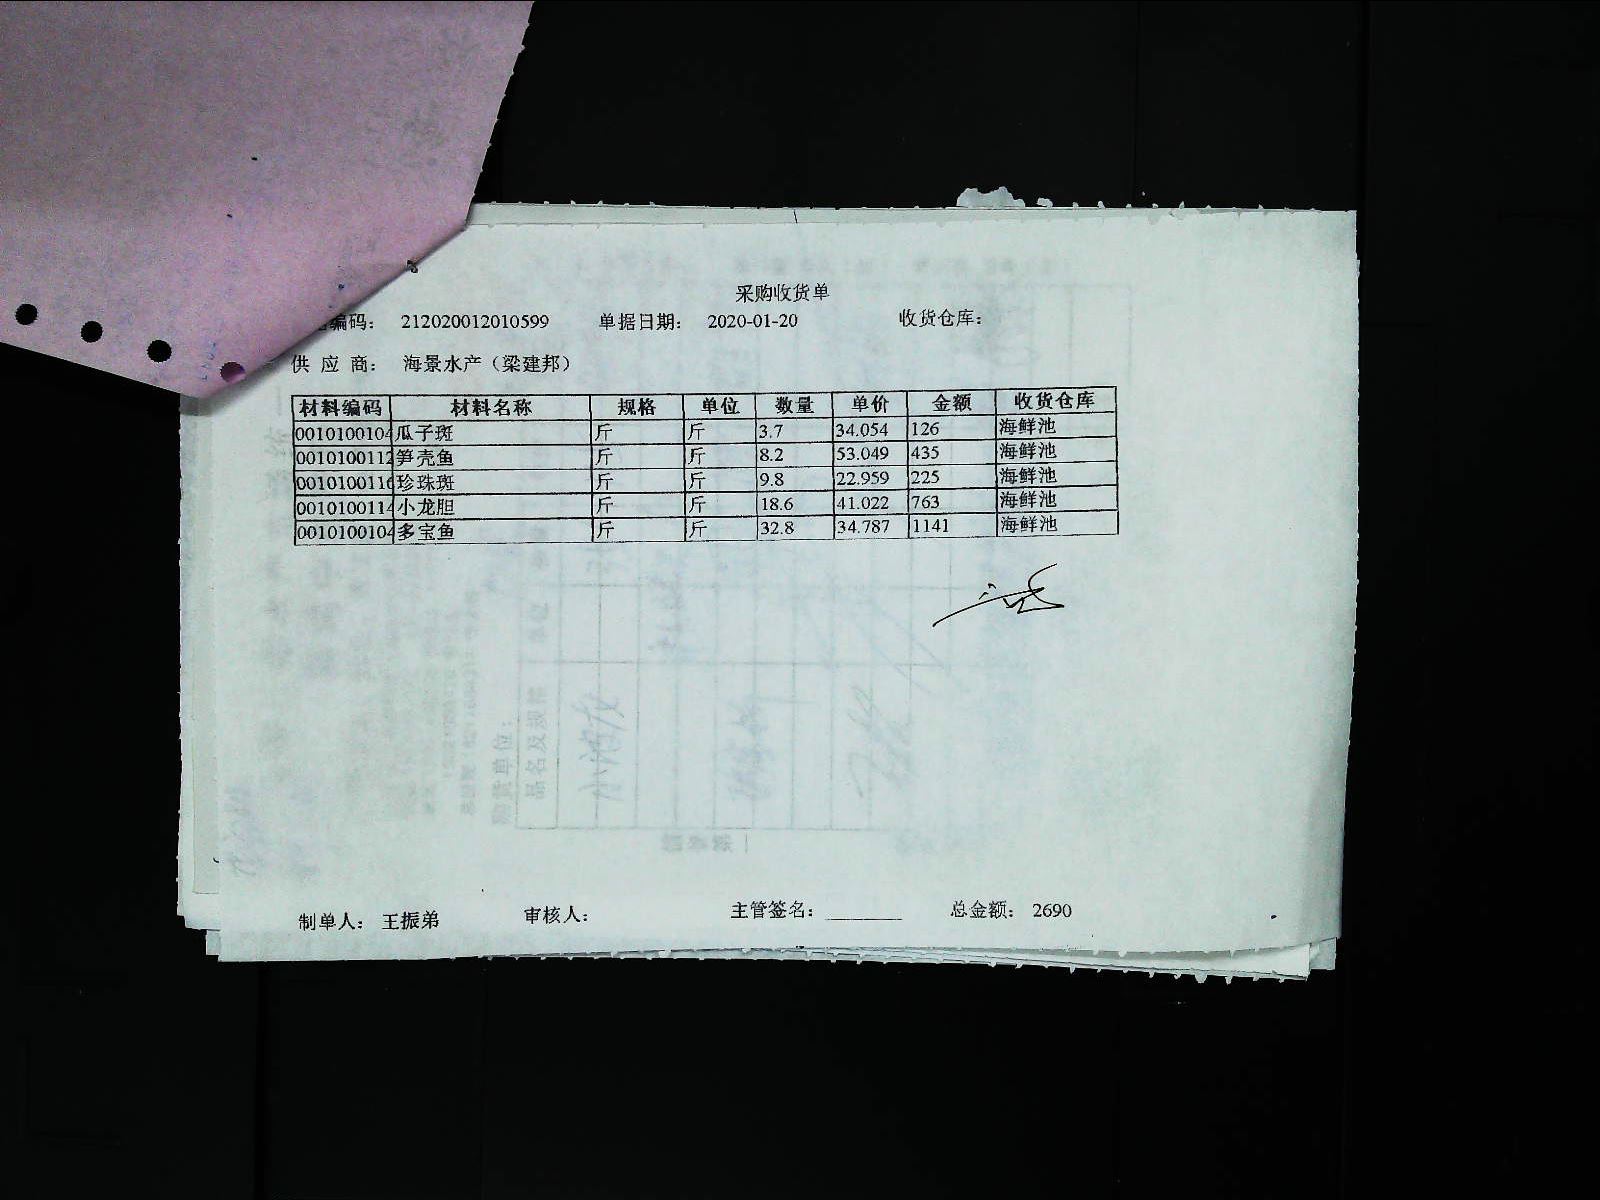 采购收货单
编码： 212020012010599 单据日期： 2020-01-20 收货仓库：
供 应 商： 海景水产（梁建邦）
材料编码 材料名称 规格 单位 数量 单价 金额 收货仓库
0010100104 瓜子斑 斤 斤 3.7 34.054 126 海鲜池
0010100112 笋壳鱼 斤 斤 8.2 53.049 435 海鲜池
0010100116 珍珠斑 斤 斤 9.8 22.959 225 海鲜池
0010100114 小龙胆 斤 斤 18.6 41.022 763 海鲜池
0010100104 多宝鱼 斤 斤 32.8 34.787 1141 海鲜池
制单人： 王振弟 审核人： 主管签名： ________ 总金额： 2690